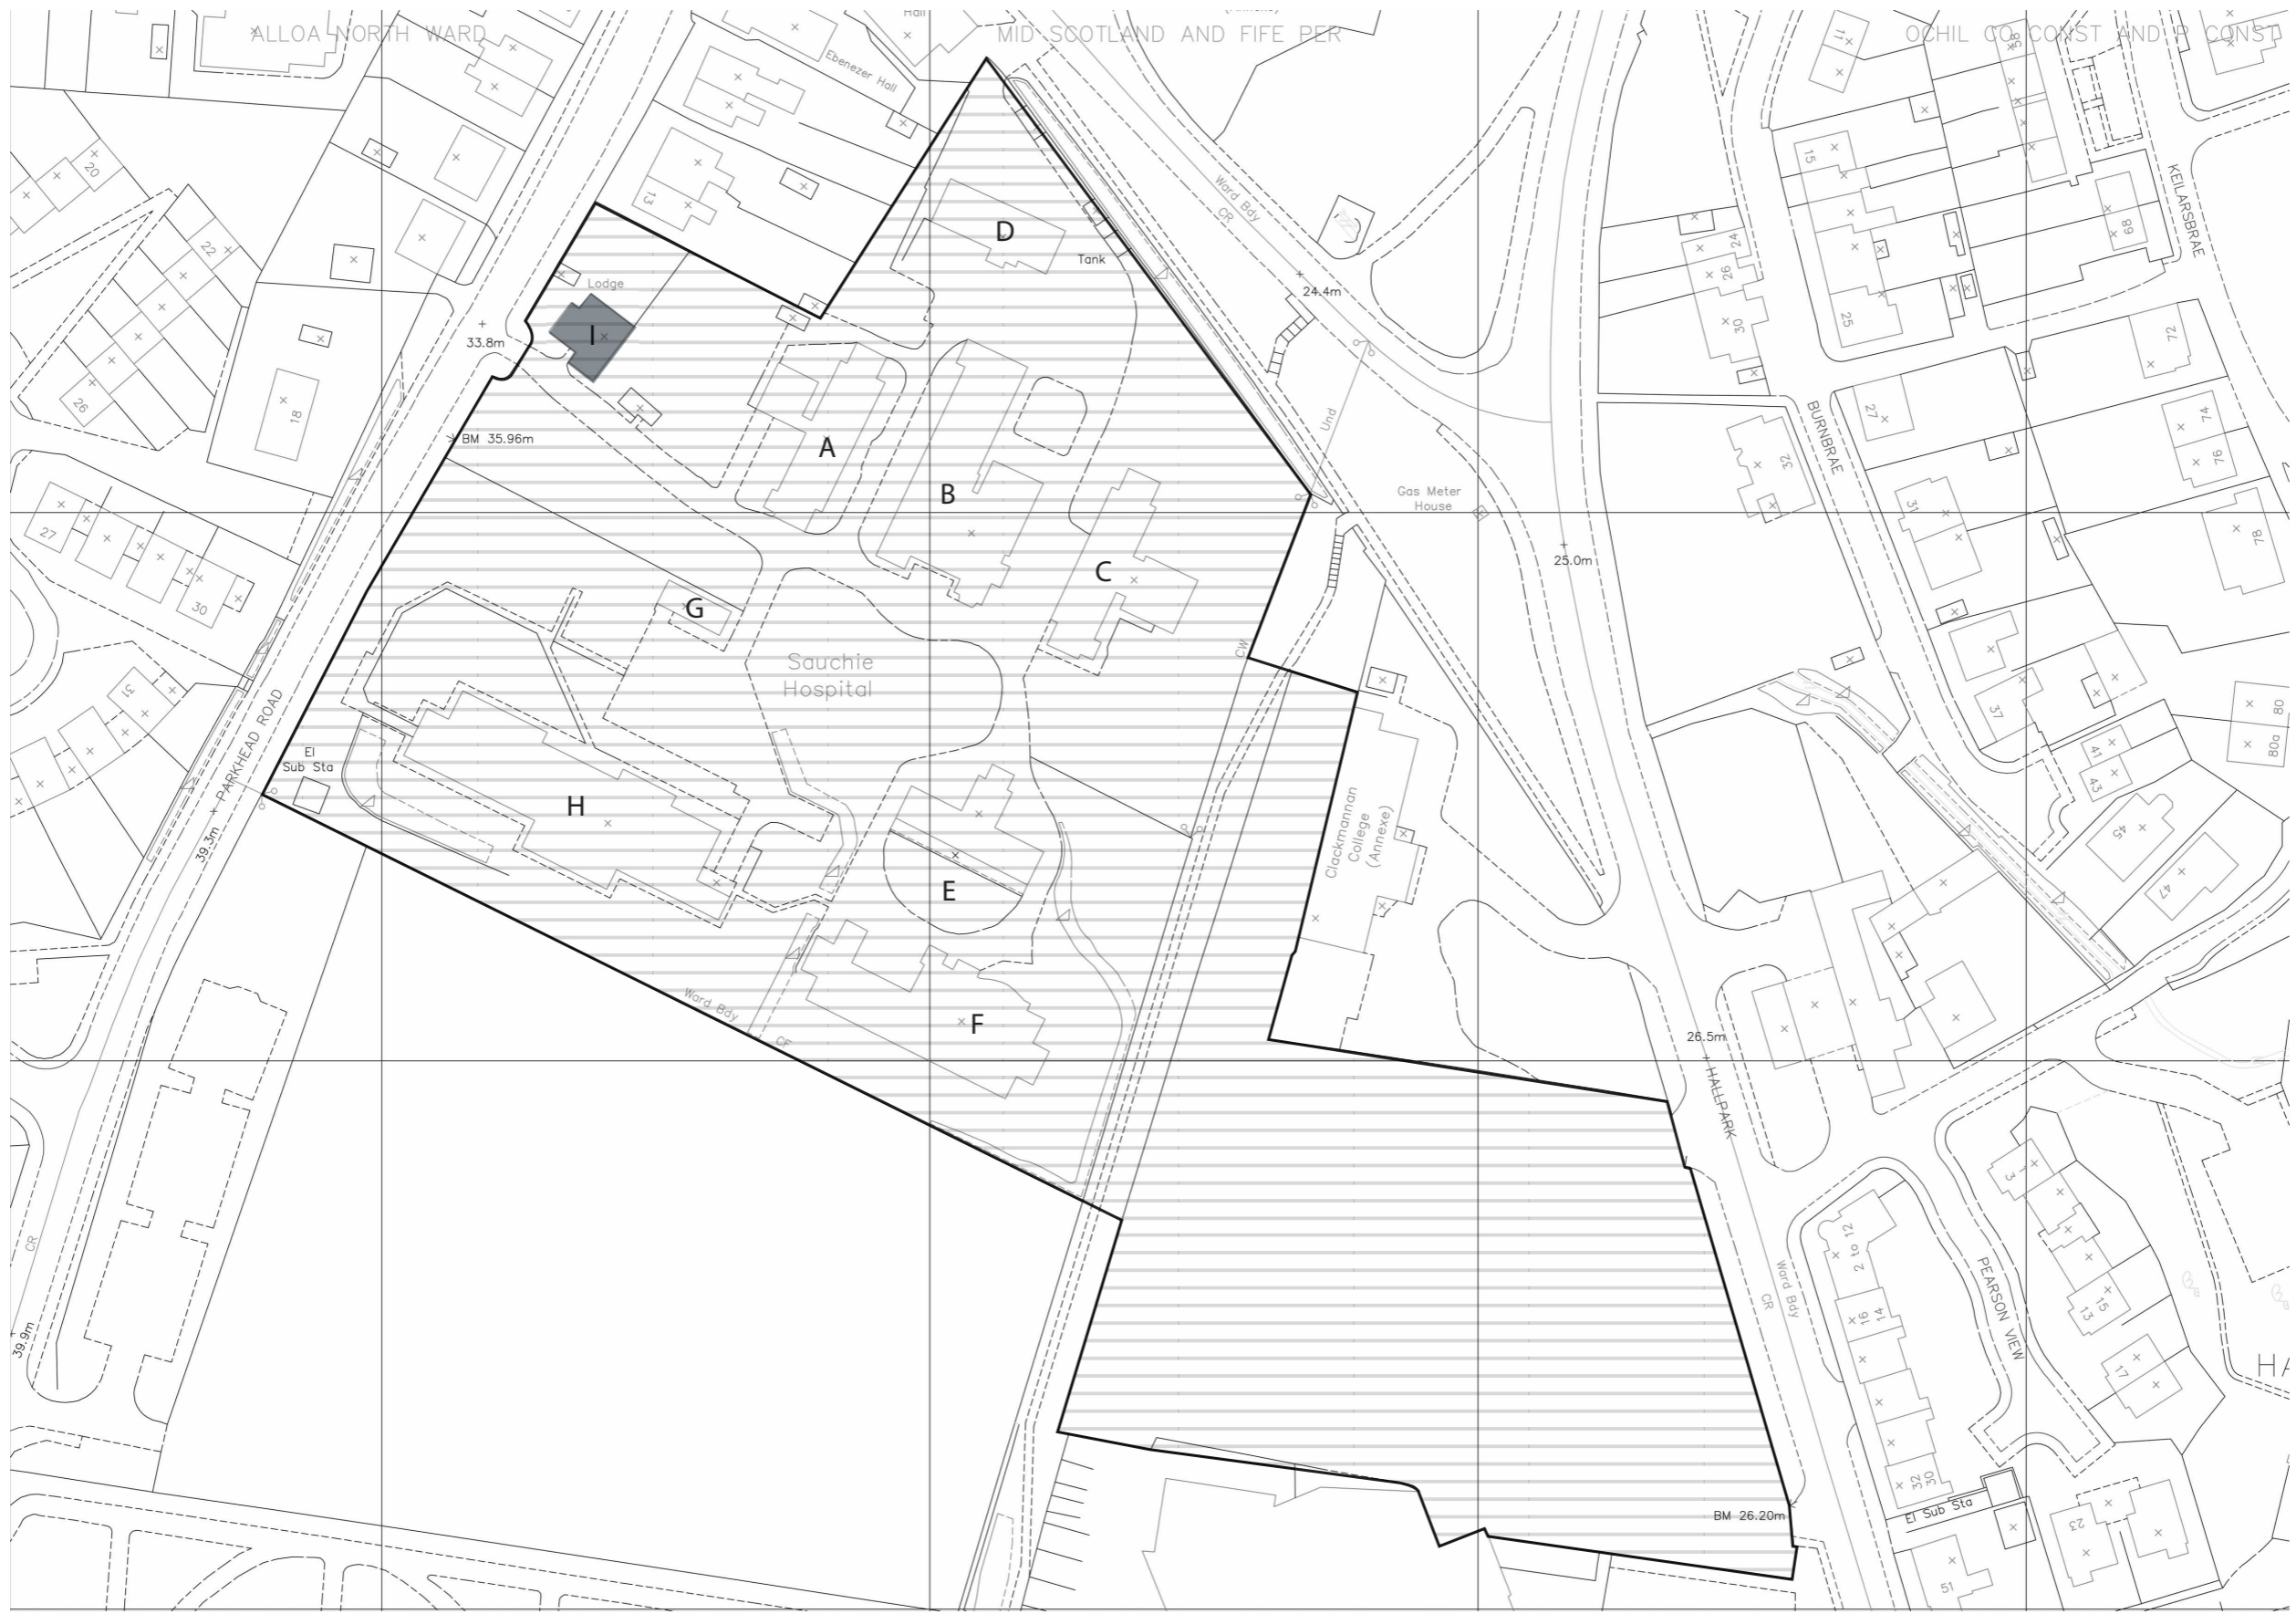 ALLOA NORTH WARD
MID SCOTLAND AND FIFE PER
OCHIL CO CONST AND P CONST
Hall
Ebenezer Hall
11
58
15
20
22
26
18
13
D
Tank
Ward Bdy
CR
24.4m
24
26
30
68
KEILARSBRAE
25
72
Lodge
I
33.8m
BM 35.96m
A
B
Und
Gas Meter
House
BURNBRAE
27
32
74
76
31
78
27
30
C
25.0m
G
Sauchie
Hospital
CW
31
37
41
43
80
80a
PARKHEAD ROAD
El
Sub Sta
39.3m
H
E
Clackmannan
College
(Annexe)
45
47
Ward Bdy
CF
F
26.5m
HALLPARK
CR
39.9m
3
1
2 to 12
Ward Bdy
CR
16
14
PEARSON VIEW
15
13
17
HA
32
30
El Sub Sta
BM 26.20m
23
51